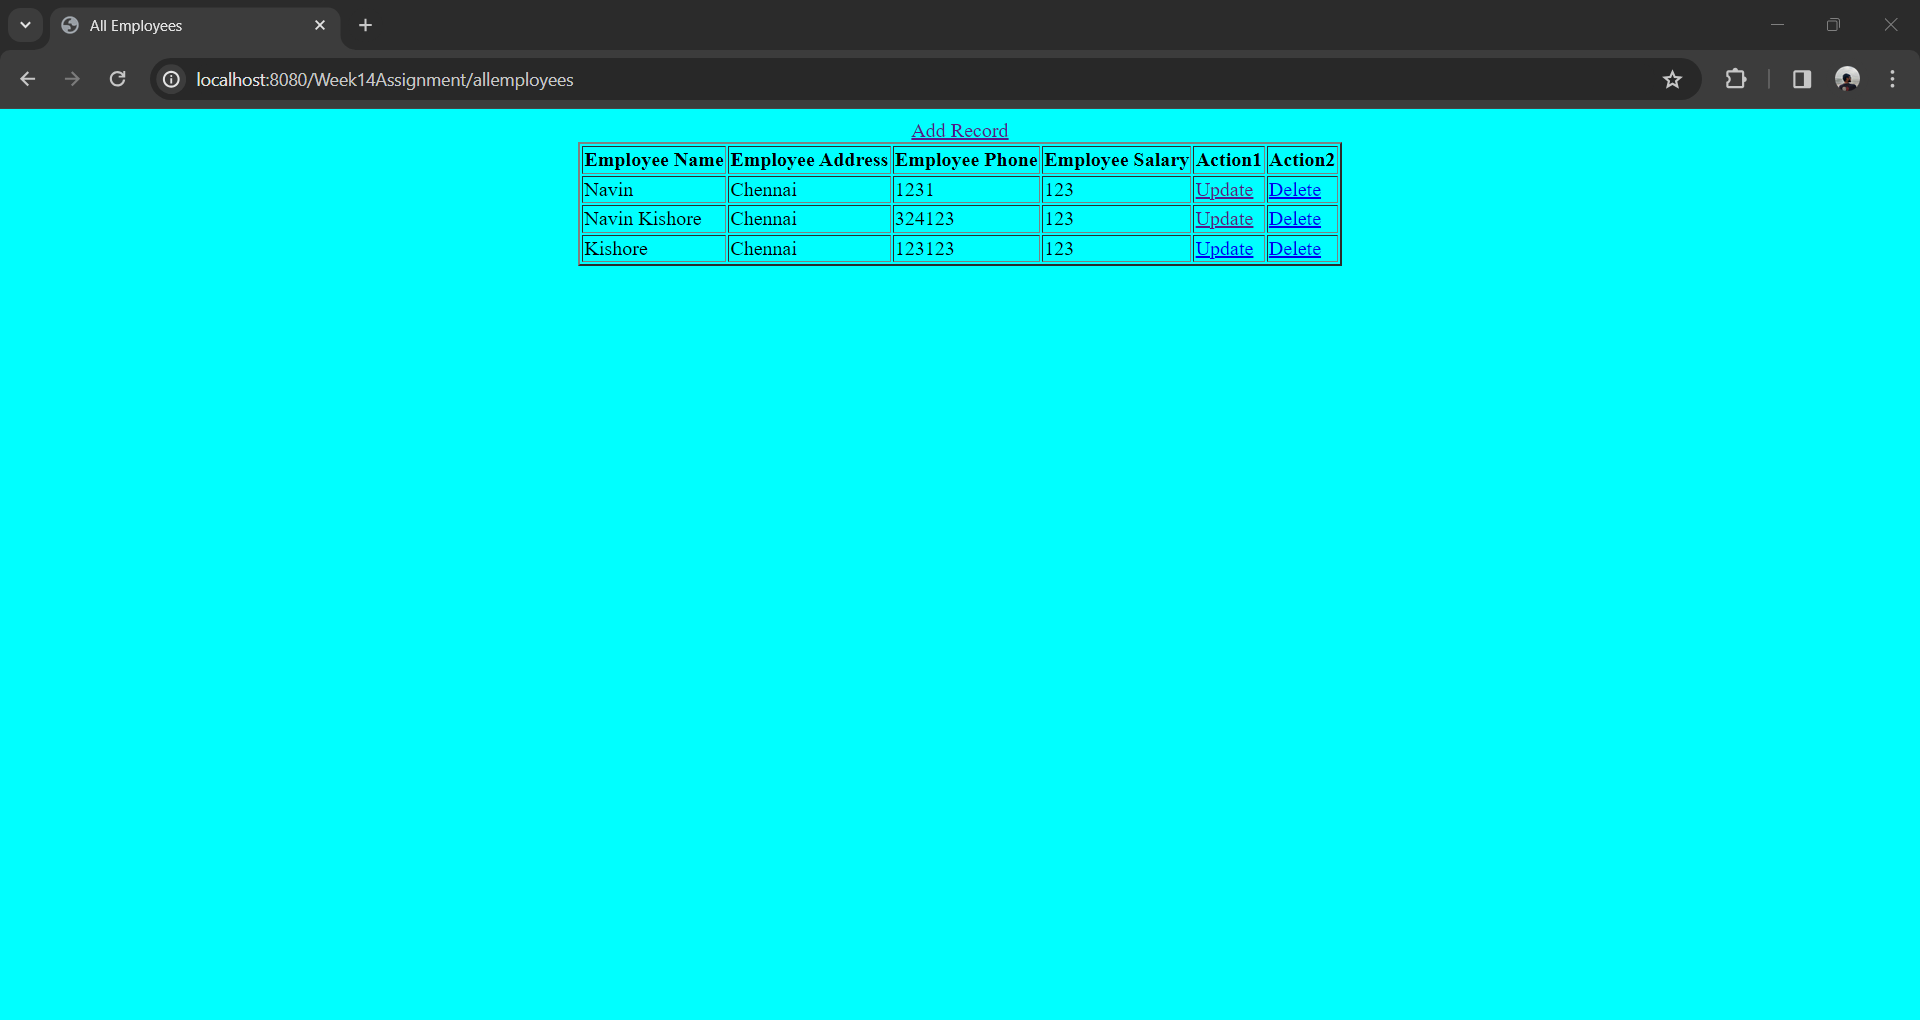 All Employees
localhost:8080/Week14Assignment/allemployees
Add Record
Employee Name Employee Address Employee Phone Employee Salary Action1 Action2
Navin Chennai 1231 123 Update Delete
Navin Kishore Chennai 324123 123 Update Delete
Kishore Chennai 123123 123 Update Delete